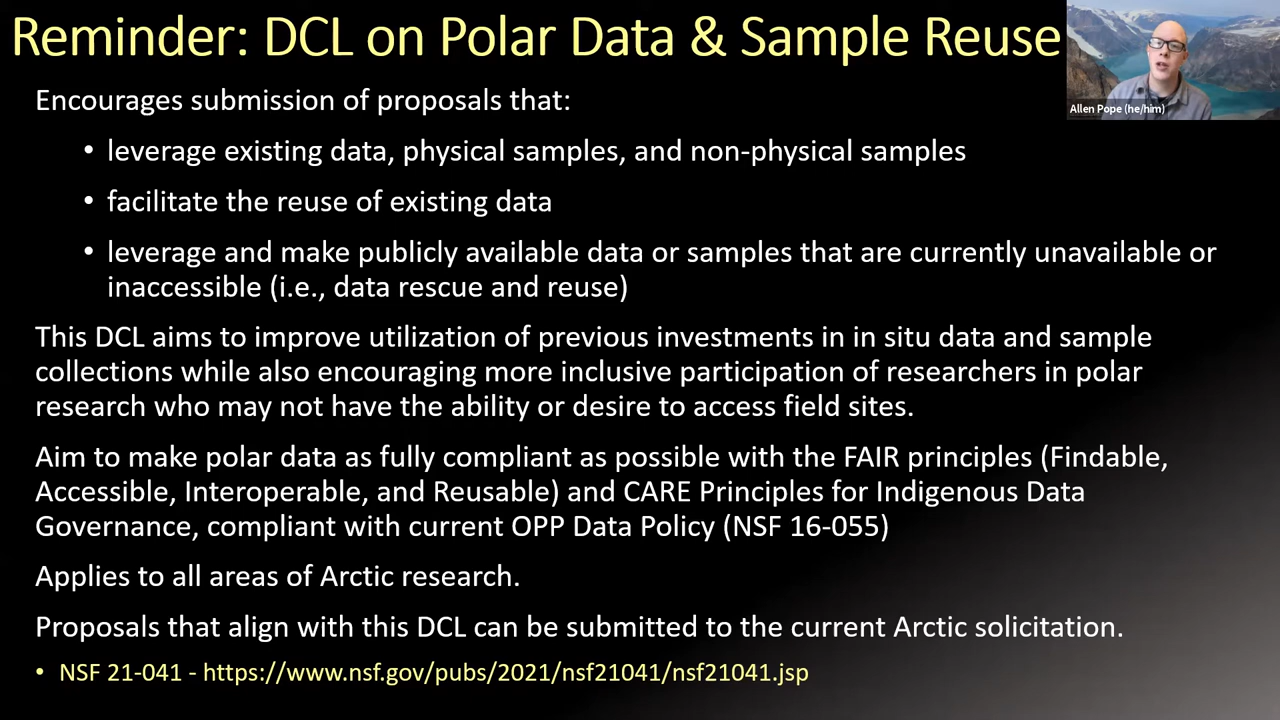 Reminder: DCL on Polar Data & Sample Reuse
Allen Pope (he/him)
Encourages submission of proposals that:
• leverage existing data, physical samples, and non-physical samples
• facilitate the reuse of existing data
• leverage and make publicly available data or samples that are currently unavailable or
inaccessible (i.e., data rescue and reuse)
This DCL aims to improve utilization of previous investments in in situ data and sample
collections while also encouraging more inclusive participation of researchers in polar
research who may not have the ability or desire to access field sites.
Aim to make polar data as fully compliant as possible with the FAIR principles (Findable,
Accessible, Interoperable, and Reusable) and CARE Principles for Indigenous Data
Governance, compliant with current OPP Data Policy (NSF 16-055)
Applies to all areas of Arctic research.
Proposals that align with this DCL can be submitted to the current Arctic solicitation.
• NSF 21-041 - https://www.nsf.gov/pubs/2021/nsf21041/nsf21041.jsp